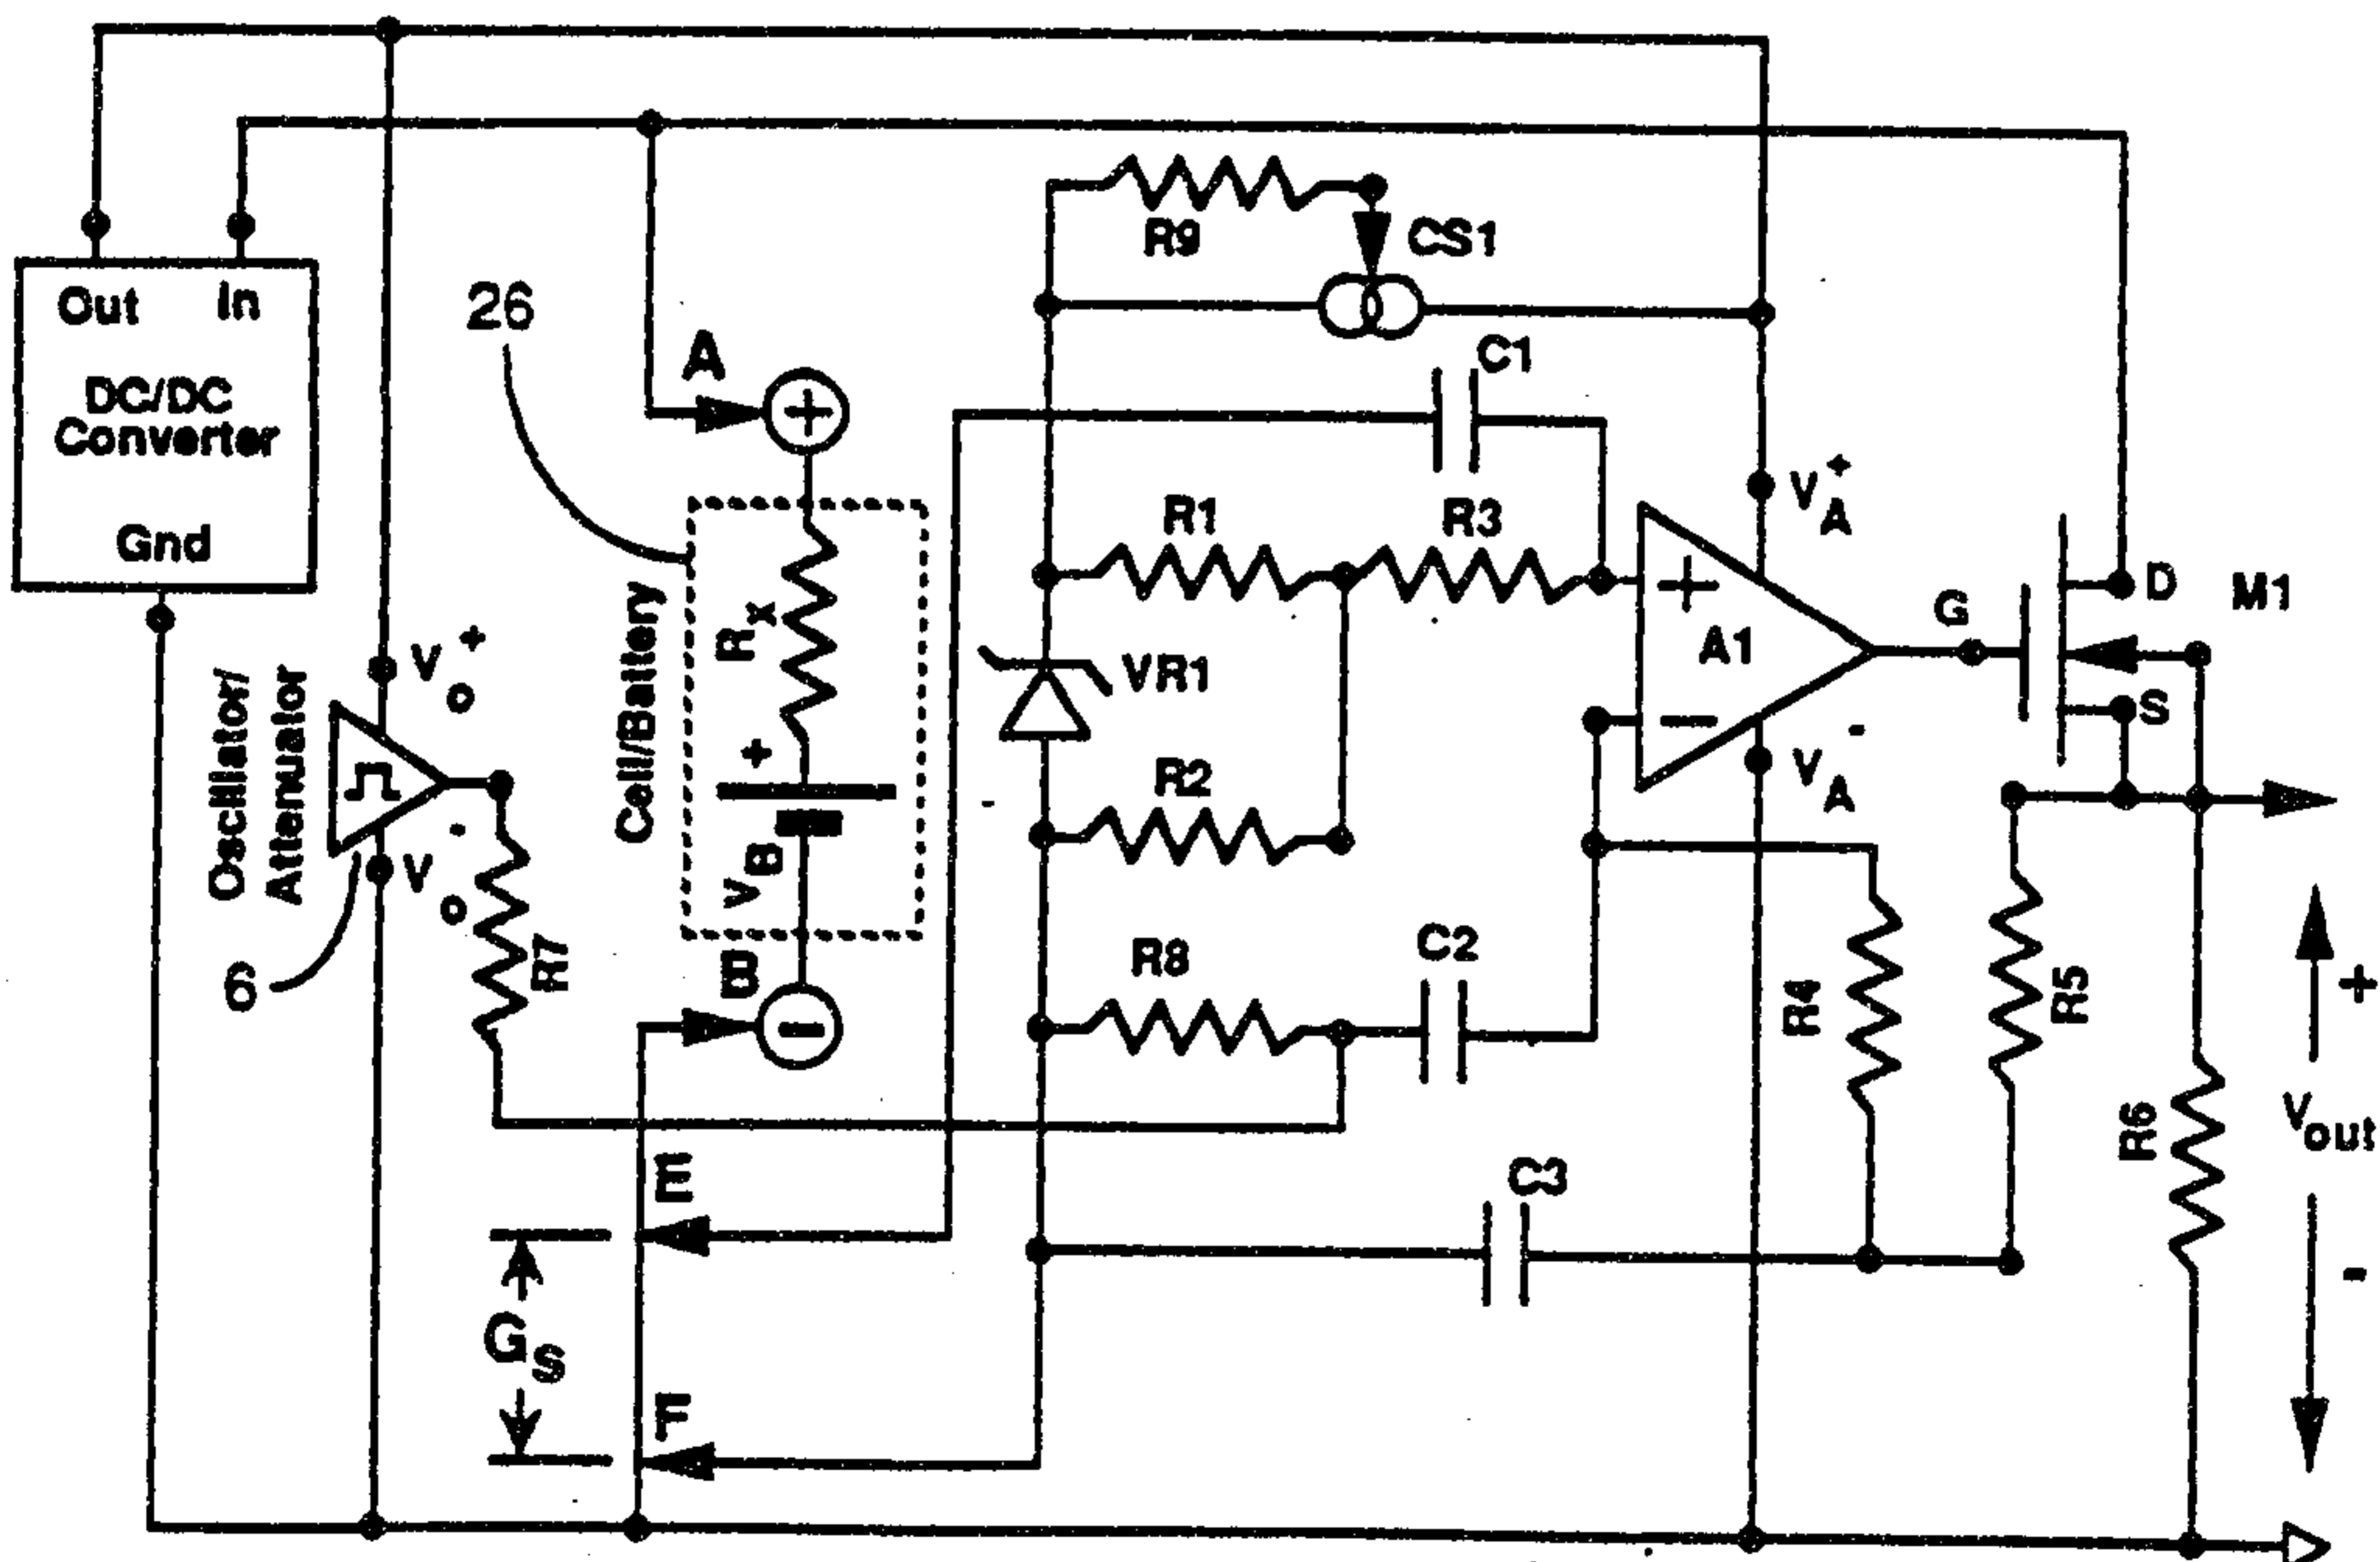 Out In
DC/DC
Converter
Gnd
26
A
+
R9
CS1
C1
R1
R3
V_A^+
+
A1
−
V_A^-
G
D
M1
S
VR1
R2
R8
C2
R4
R5
R6
C3
+
V_out
-
Cell/Battery
R_x
+
V_B
B
−
Oscillator/
Attenuator
V_o^+
V_o^-
6
R7
E
G_S
F